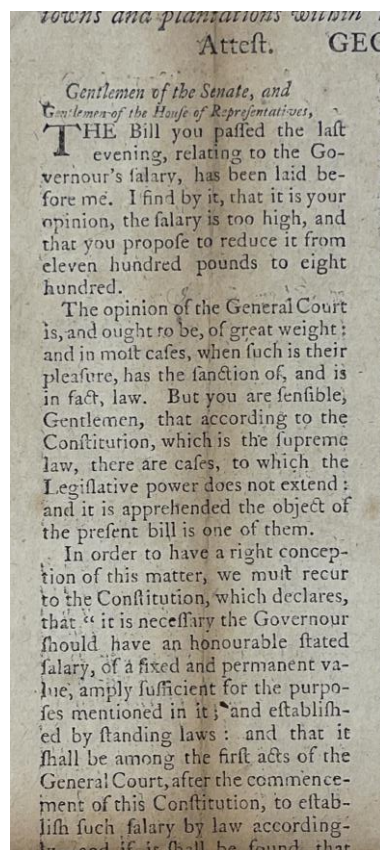 towns and plantations within
Atteſt. GEO
Gentlemen of the Senate, and
Gentlemen of the Houſe of Repreſentatives,
THE Bill you paſſed the laſt
evening, relating to the Go-
vernour's ſalary, has been laid be-
fore me. I find by it, that it is your
opinion, the ſalary is too high, and
that you propoſe to reduce it from
eleven hundred pounds to eight
hundred.
The opinion of the General Court
is, and ought to be, of great weight :
and in moſt caſes, when ſuch is their
pleaſure, has the ſanction of, and is
in fact, law. But you are ſenſible,
Gentlemen, that according to the
Conſtitution, which is the ſupreme
law, there are caſes, to which the
Legiſlative power does not extend :
and it is apprehended the object of
the preſent bill is one of them.
In order to have a right concep-
tion of this matter, we muſt recur
to the Conſtitution, which declares,
that “ it is neceſſary the Governour
ſhould have an honourable ſtated
ſalary, of a fixed and permanent va-
lue, amply ſufficient for the purpo-
ſes mentioned in it ; and eſtabliſh-
ed by ſtanding laws : and that it
ſhall be among the firſt acts of the
General Court, after the commence-
ment of this Conſtitution, to eſtab-
liſh ſuch ſalary by law according-
ly, and if it ſhall be found, that